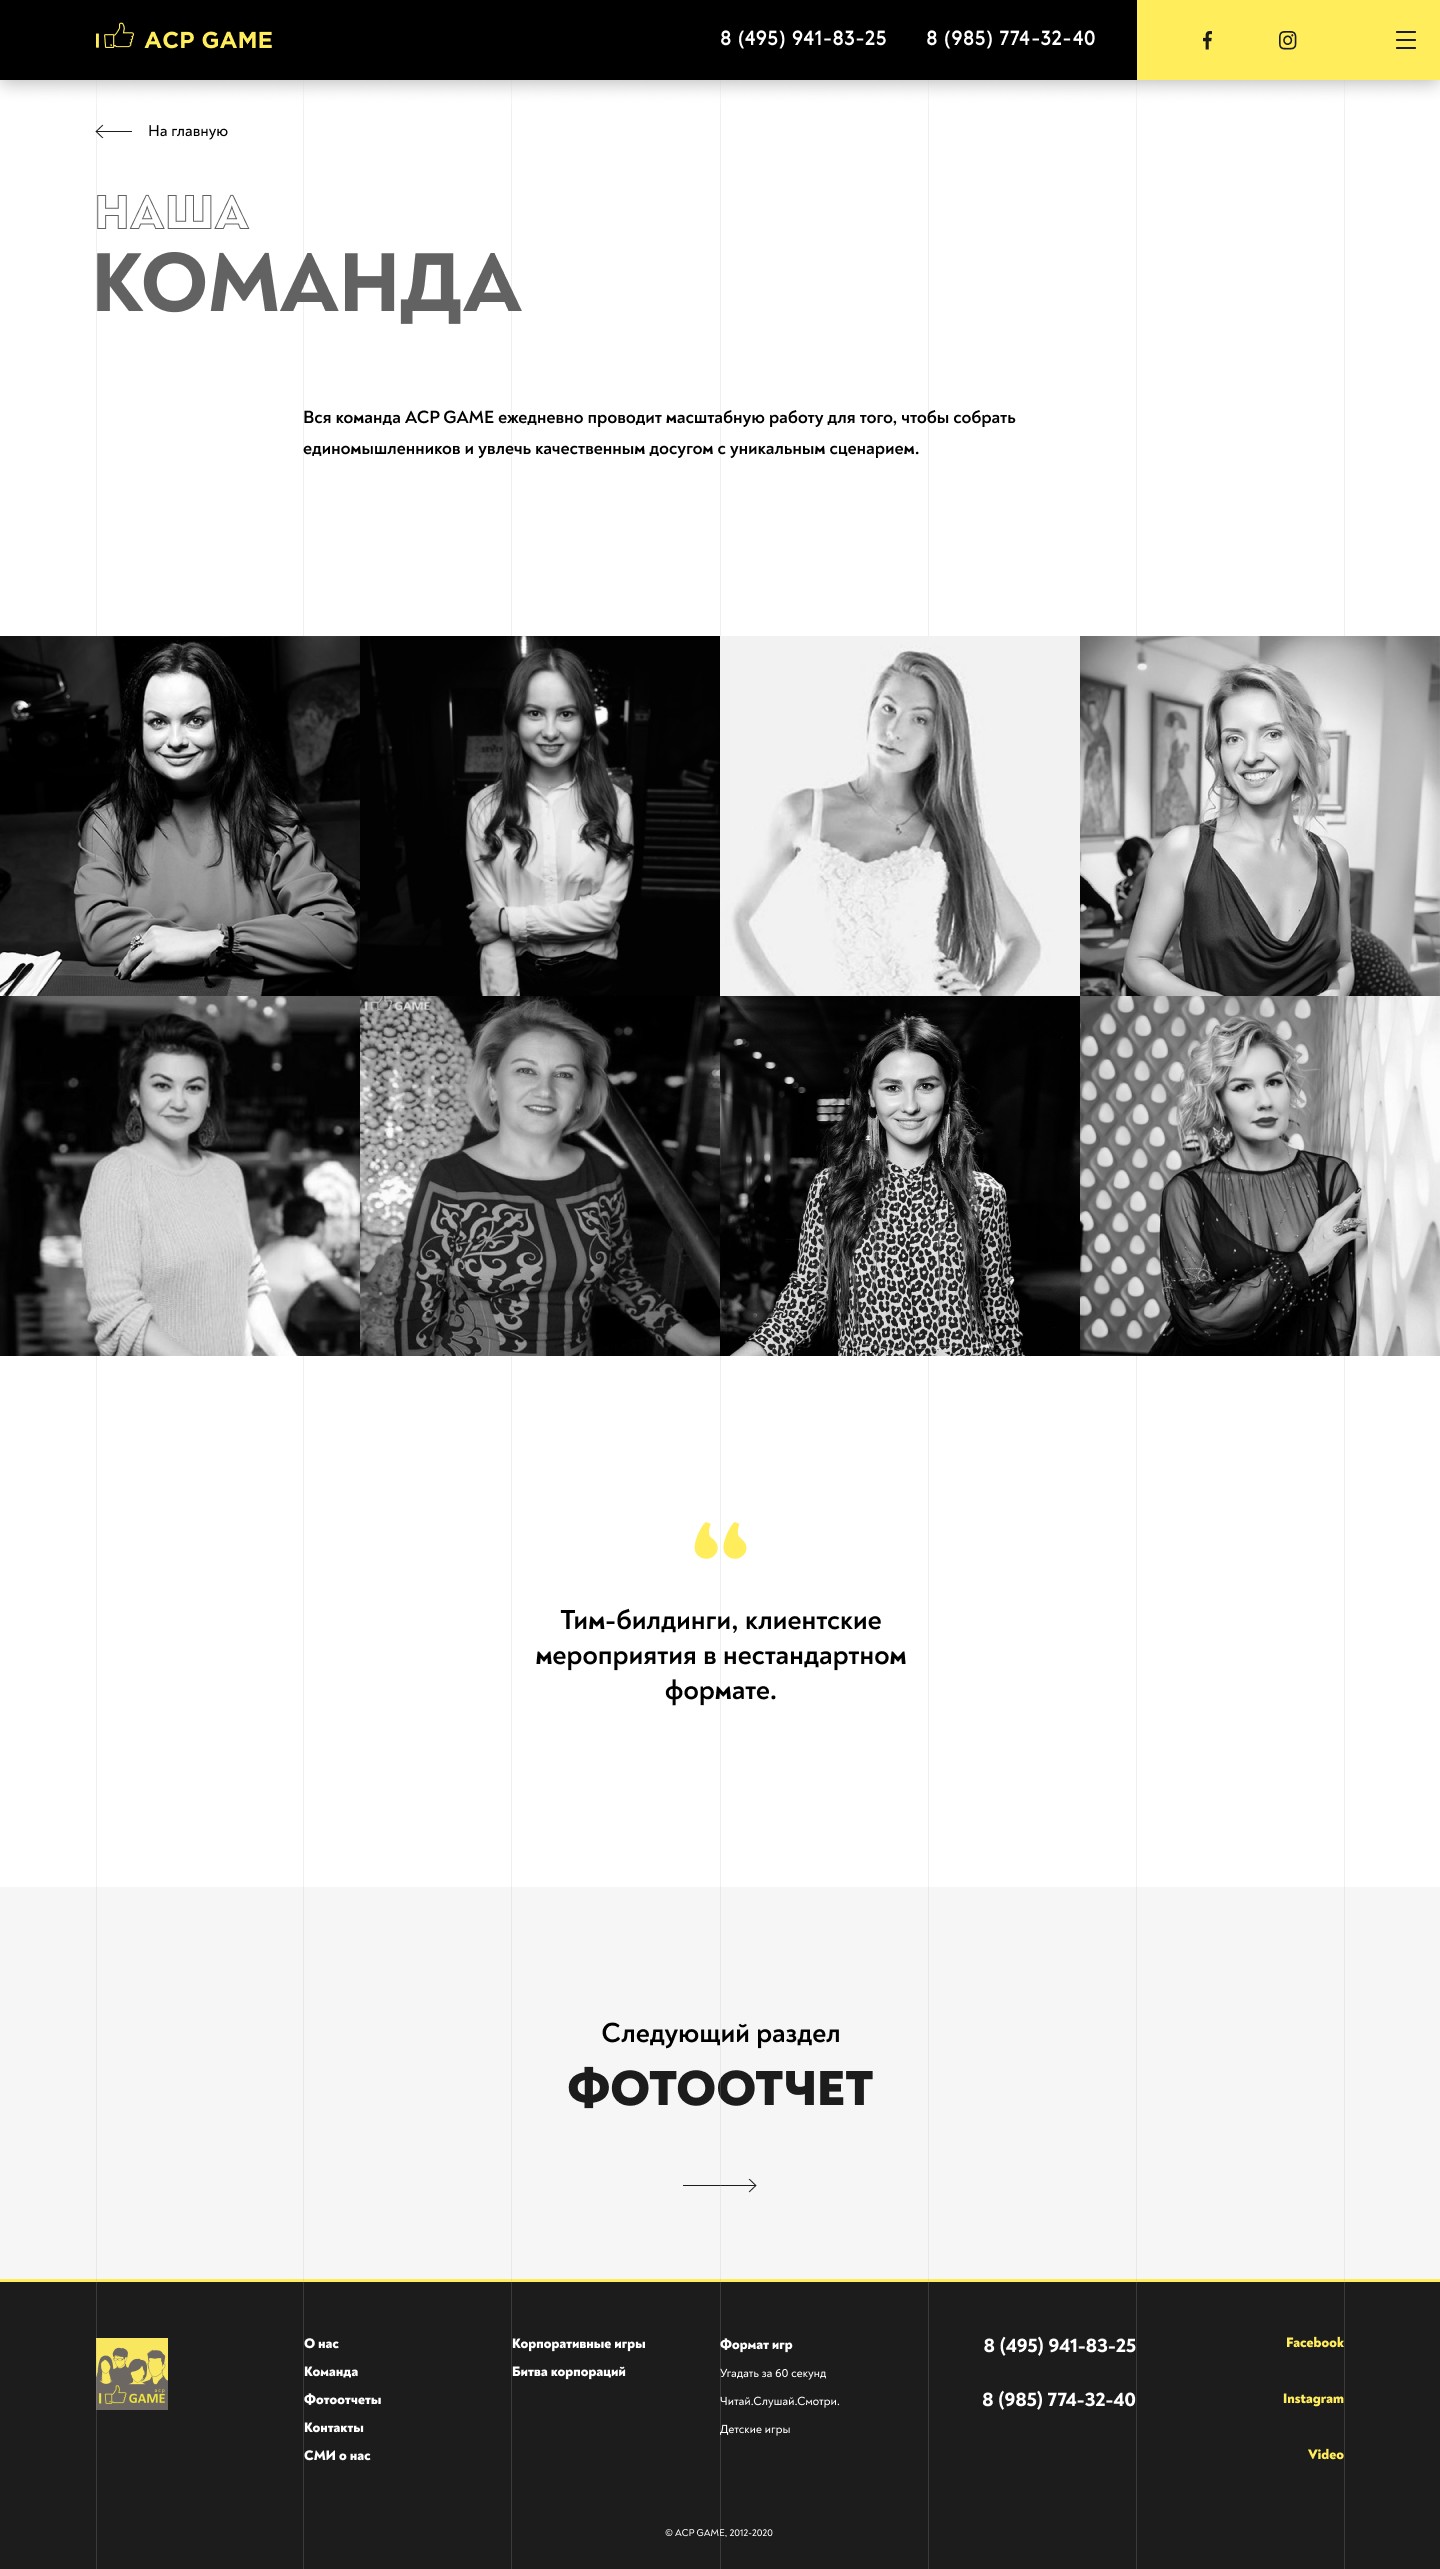 ACP GAME
8 (495) 941-83-25
8 (985) 774-32-40
На главную
НАША
КОМАНДА
Вся команда ACP GAME ежедневно проводит масштабную работу для того, чтобы собрать
единомышленников и увлечь качественным досугом с уникальным сценарием.
GAME
Тим-билдинги, клиентские
мероприятия в нестандартном
формате.
Следующий раздел
ФОТООТЧЕТ
acp
GAME
О нас
Команда
Фотоотчеты
Контакты
СМИ о нас
Корпоративные игры
Битва корпораций
Формат игр
Угадать за 60 секунд
Читай.Слушай.Смотри.
Детские игры
8 (495) 941-83-25
8 (985) 774-32-40
Facebook
Instagram
Video
© ACP GAME, 2012-2020